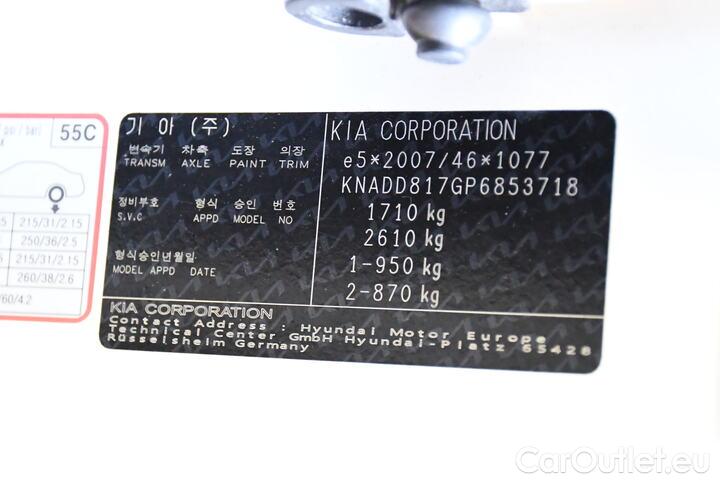 psi / bar)
55C
215/31/2.15
250/36/2.5
215/31/2.15
260/38/2.6
/60/4.2
기 아 (주)
변속기 차축 도장 의장
TRANSM AXLE PAINT TRIM
정비부호 형식 승인 번호
S.V.C APPD MODEL NO
형식승인년월일
MODEL APPD DATE
KIA CORPORATION
e5*2007/46*1077
KNADD817GP6853718
1710 kg
2610 kg
1-950 kg
2-870 kg
KIA CORPORATION
Contact Address : Hyundai Motor Europe
Technical Center GmbH Hyundai-Platz 65428
Rüsselsheim Germany
CarOutlet.eu